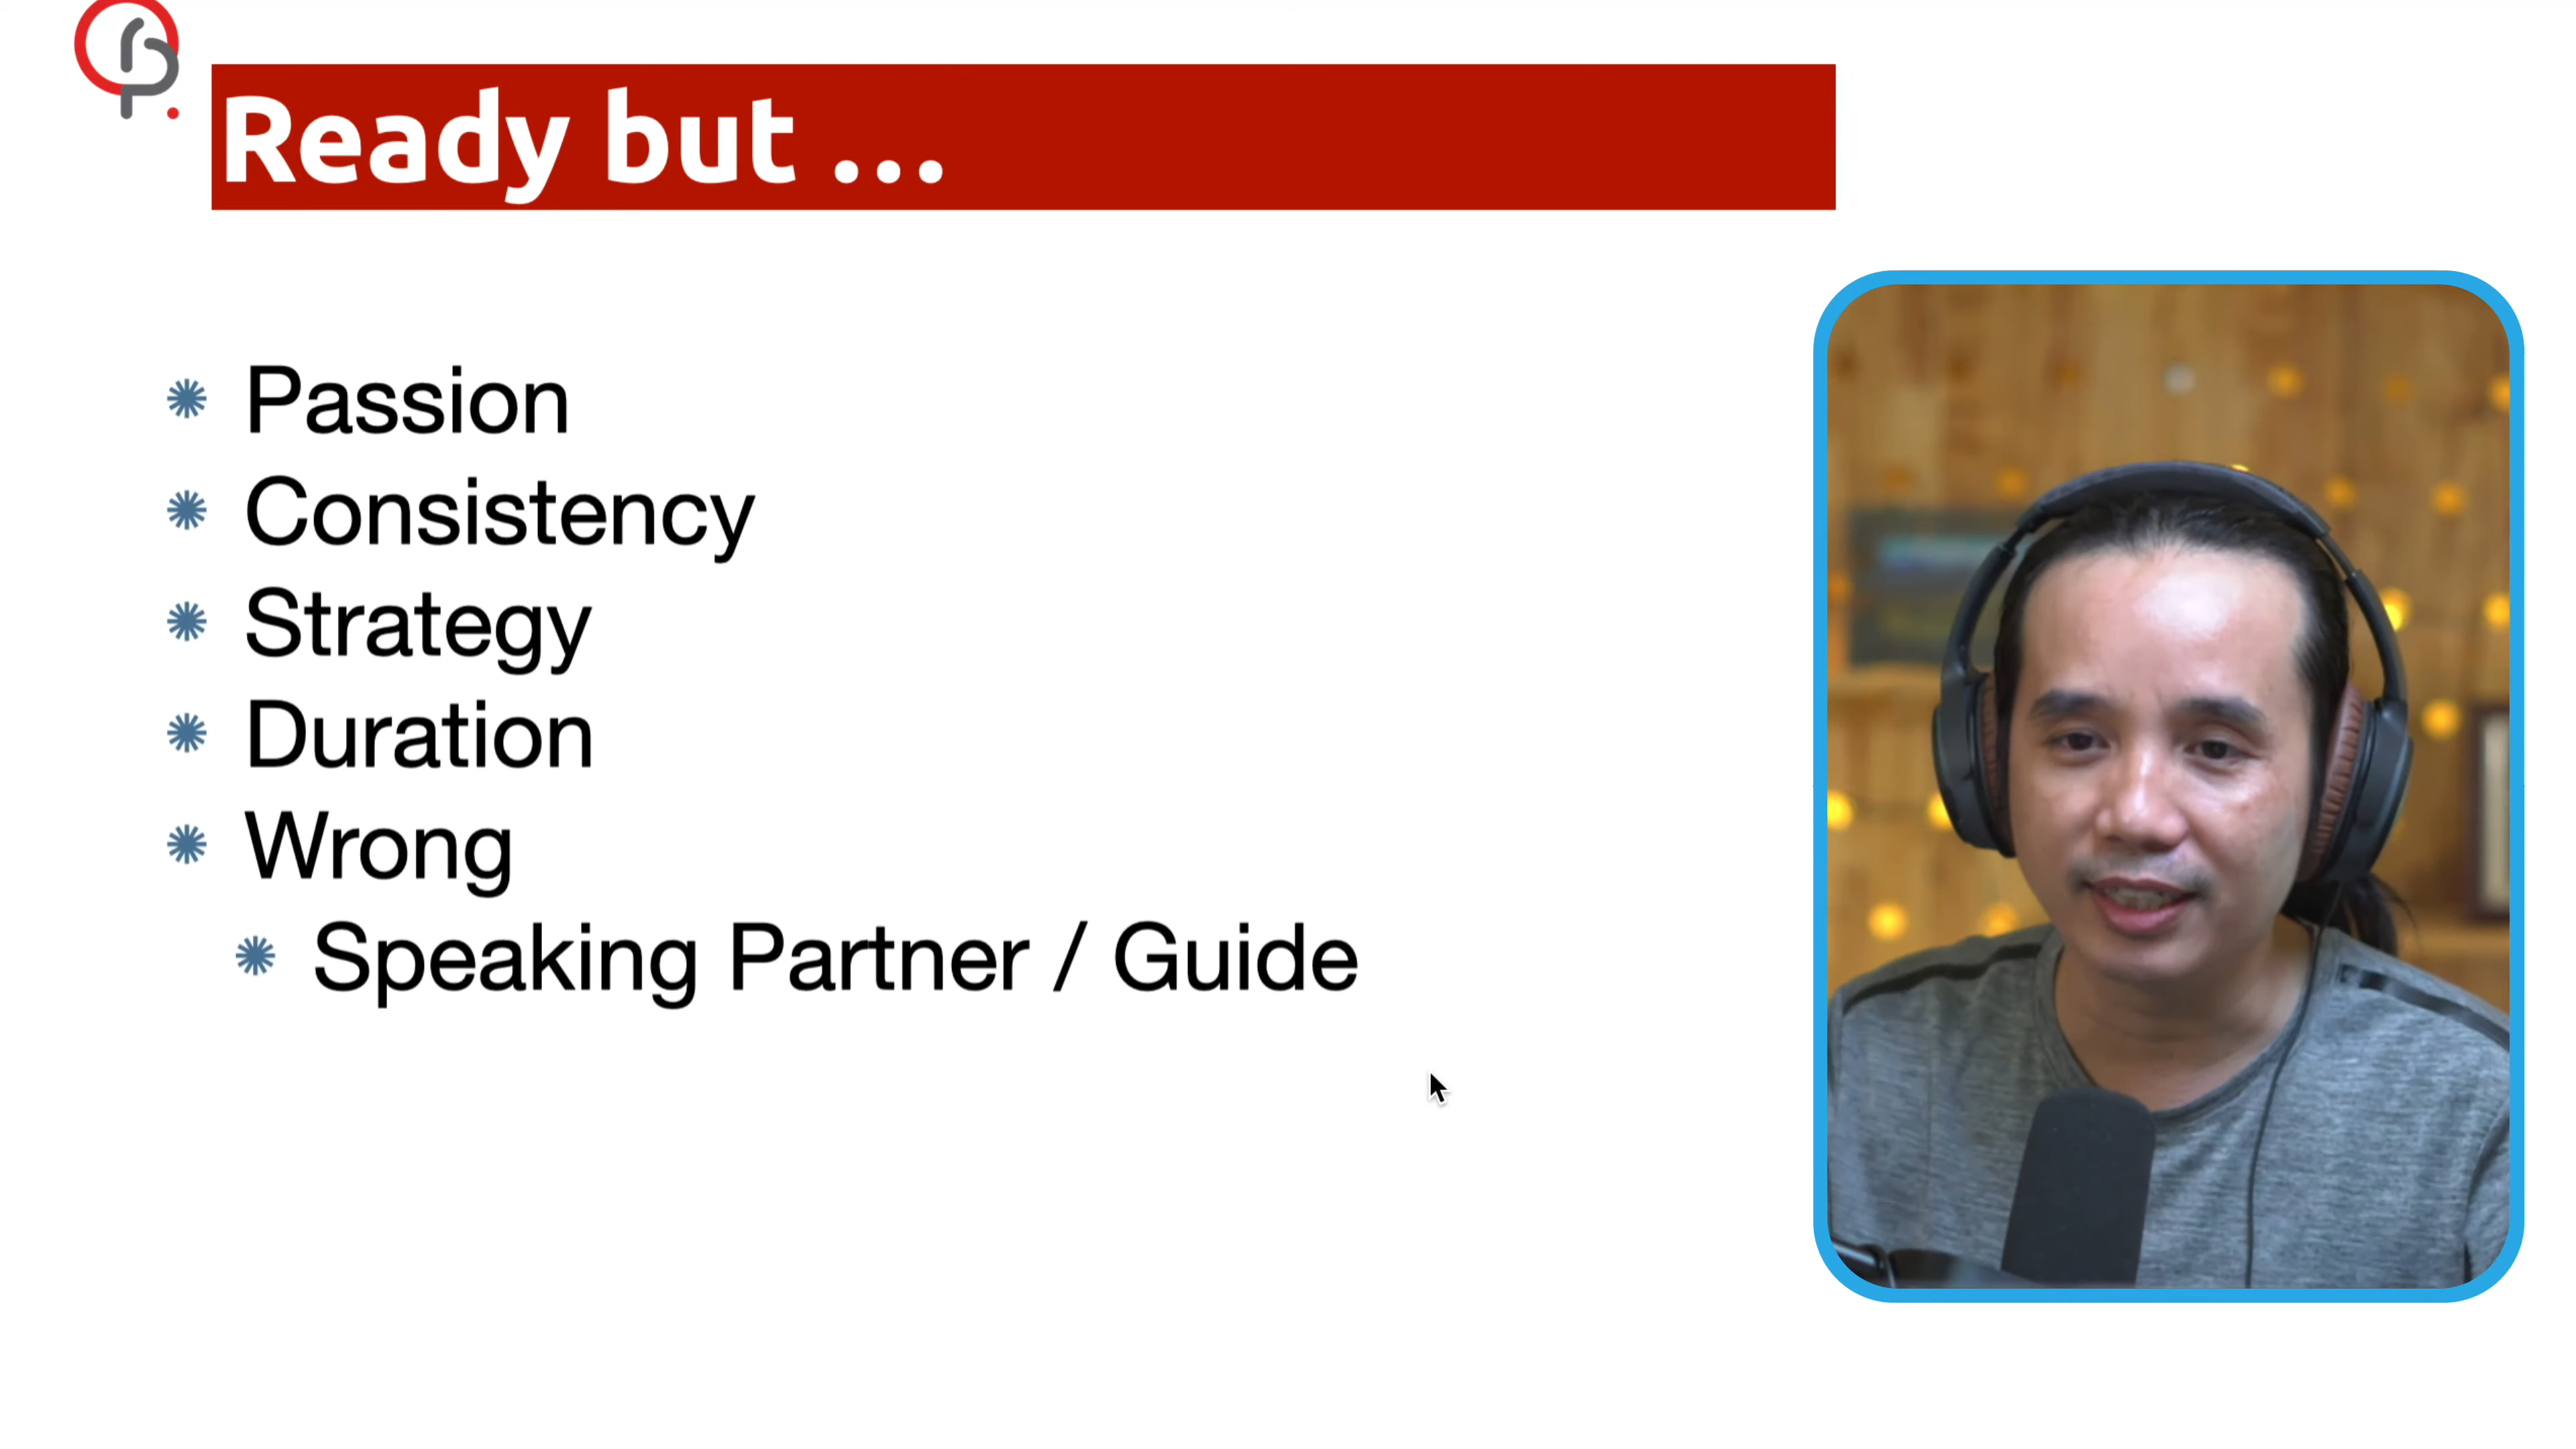 Ready but ...
Passion
Consistency
Strategy
Duration
Wrong
Speaking Partner / Guide